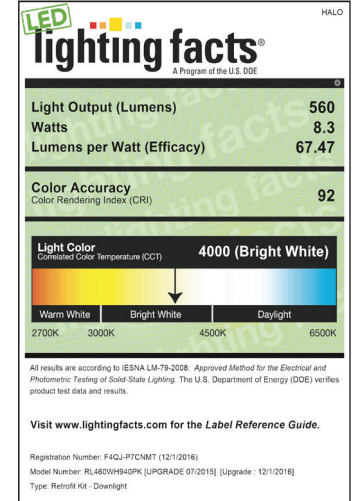 HALO
LED
lighting facts®
A Program of the U.S. DOE
Light Output (Lumens) 560
Watts 8.3
Lumens per Watt (Efficacy) 67.47
Color Accuracy
Color Rendering Index (CRI) 92
Light Color
Correlated Color Temperature (CCT) 4000 (Bright White)
Warm White Bright White Daylight
2700K 3000K 4500K 6500K
All results are according to IESNA LM-79-2008: Approved Method for the Electrical and
Photometric Testing of Solid-State Lighting. The U.S. Department of Energy (DOE) verifies
product test data and results.
Visit www.lightingfacts.com for the Label Reference Guide.
Registration Number: F4QJ-P7CNMT (12/1/2016)
Model Number: RL460WH940PK [UPGRADE 07/2015] [Upgrade : 12/1/2016]
Type: Retrofit Kit - Downlight